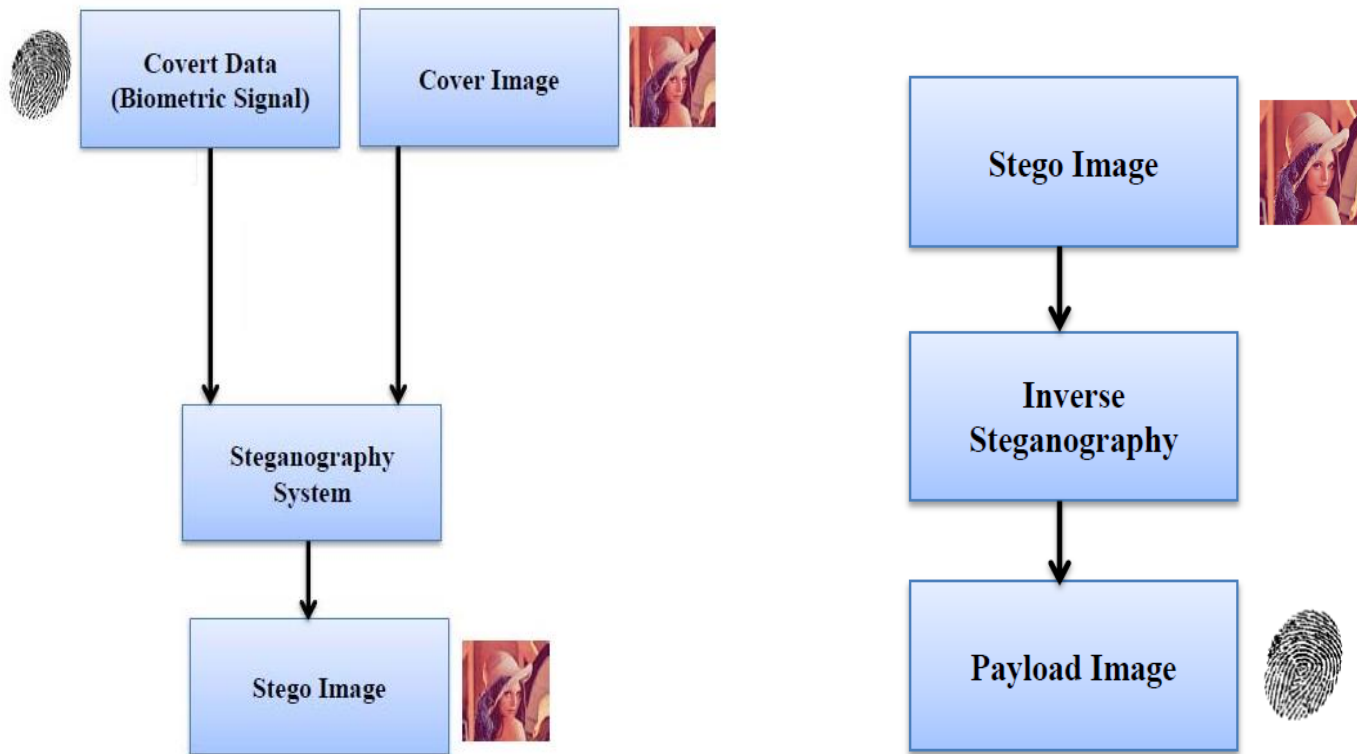 Covert Data
(Biometric Signal)
Cover Image
Steganography
System
Stego Image
Stego Image
Inverse
Steganography
Payload Image